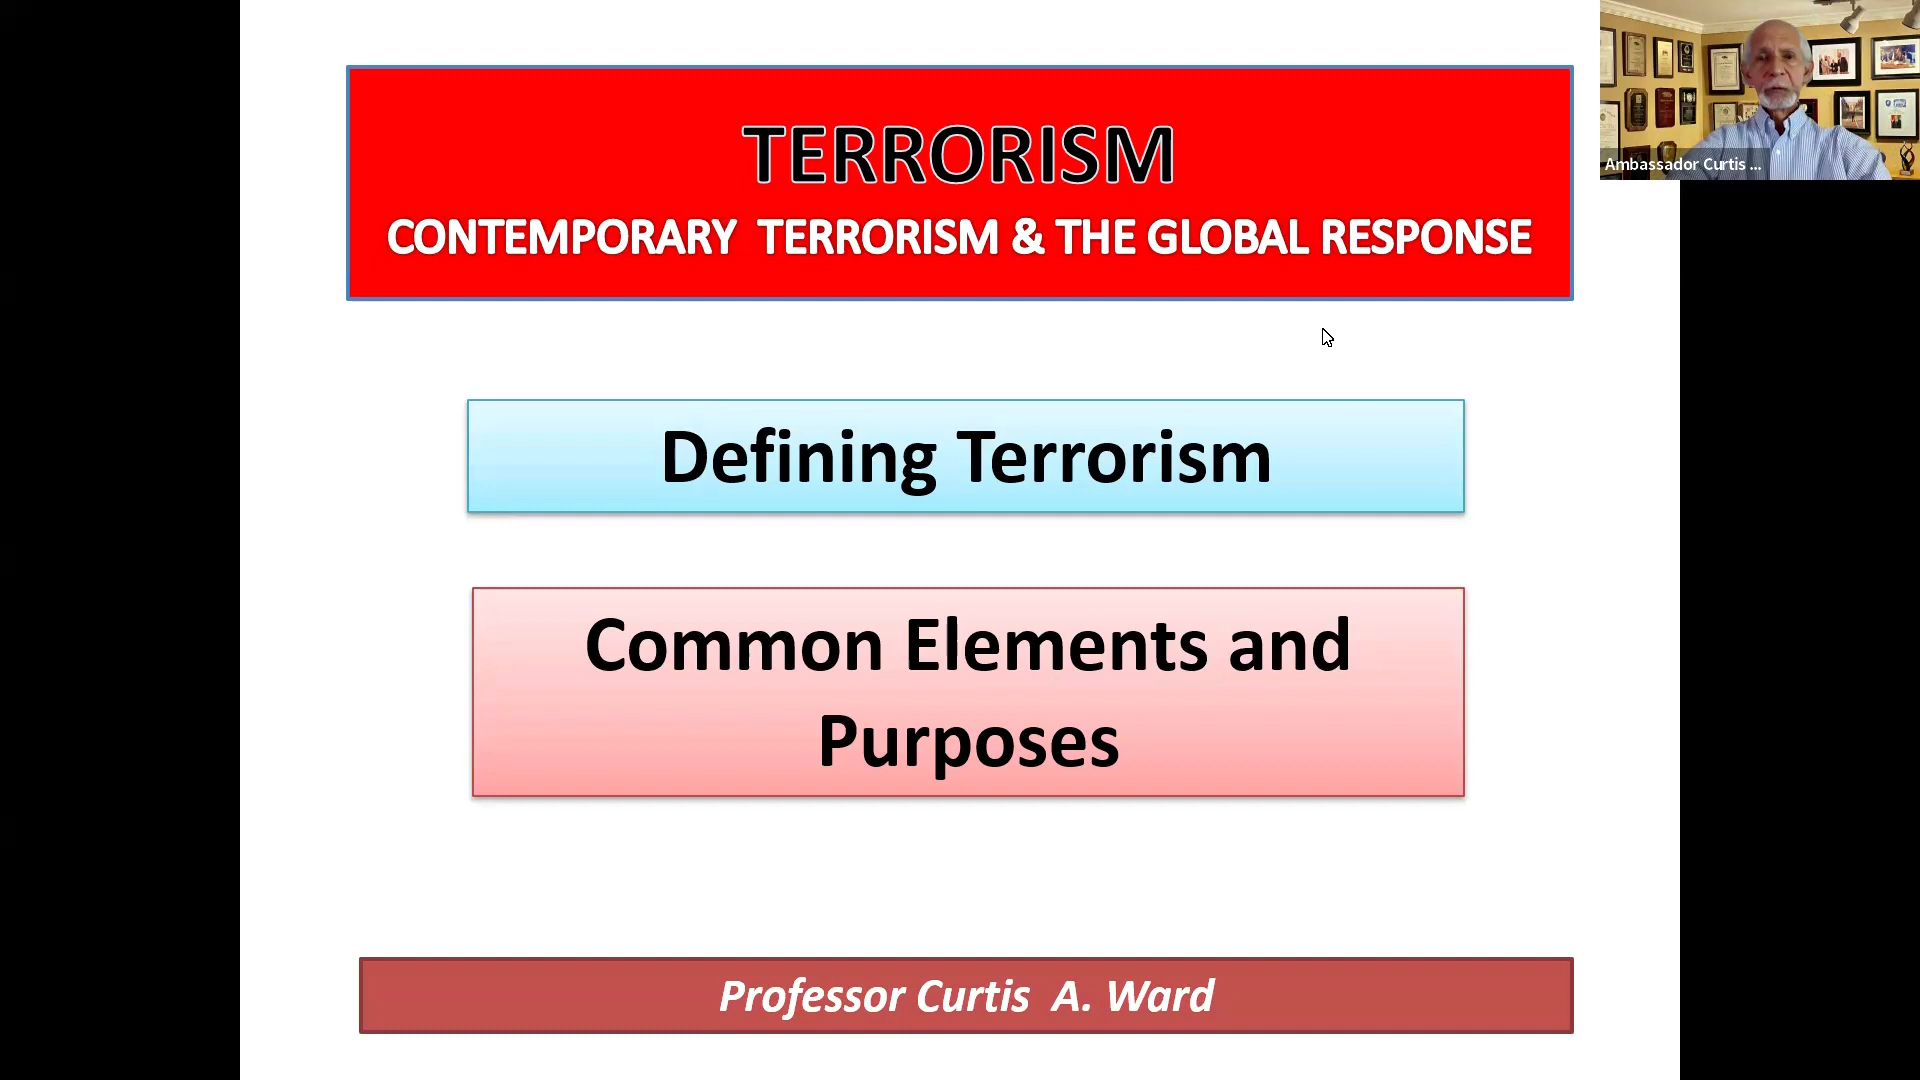 TERRORISM
CONTEMPORARY TERRORISM & THE GLOBAL RESPONSE
Ambassador Curtis ...
Defining Terrorism
Common Elements and
Purposes
Professor Curtis A. Ward